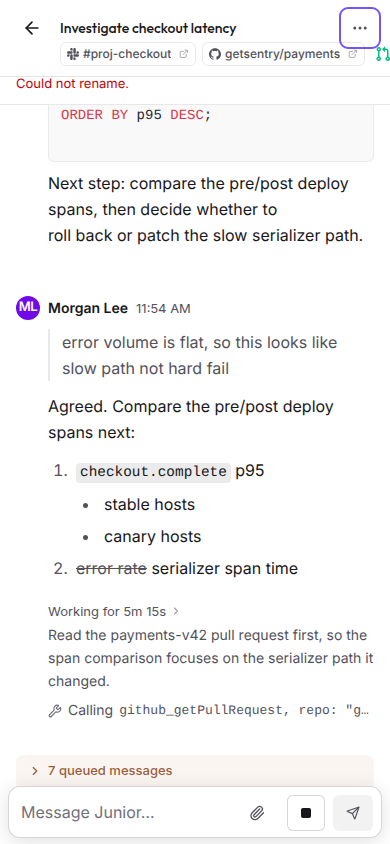 Investigate checkout latency
#proj-checkout getsentry/payments
Could not rename.
ORDER BY p95 DESC;
Next step: compare the pre/post deploy
spans, then decide whether to
roll back or patch the slow serializer path.
ML Morgan Lee 11:54 AM
error volume is flat, so this looks like
slow path not hard fail
Agreed. Compare the pre/post deploy
spans next:
1. checkout.complete p95
• stable hosts
• canary hosts
2. error rate serializer span time
Working for 5m 15s
Read the payments-v42 pull request first, so the
span comparison focuses on the serializer path it
changed.
Calling github_getPullRequest, repo: "g…
7 queued messages
Message Junior...